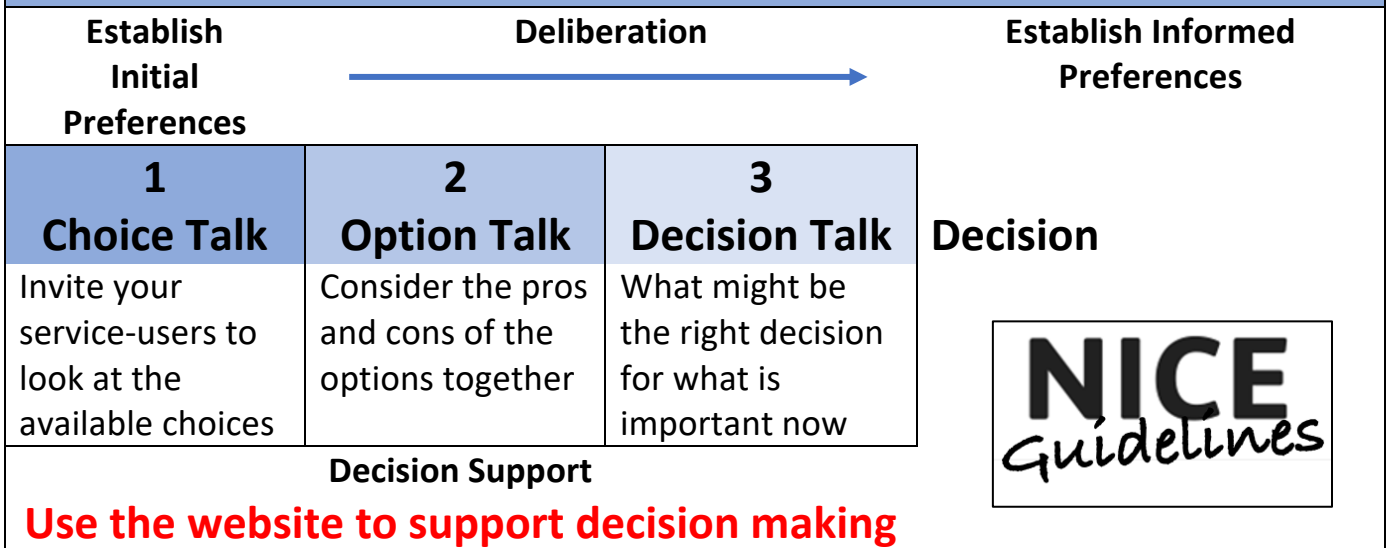 Establish
Initial
Preferences
Deliberation
Establish Informed
Preferences
1
Choice Talk
Invite your
service-users to
look at the
available choices
2
Option Talk
Consider the pros
and cons of the
options together
3
Decision Talk
What might be
the right decision
for what is
important now
Decision
NICE
Guidelines
Decision Support
Use the website to support decision making